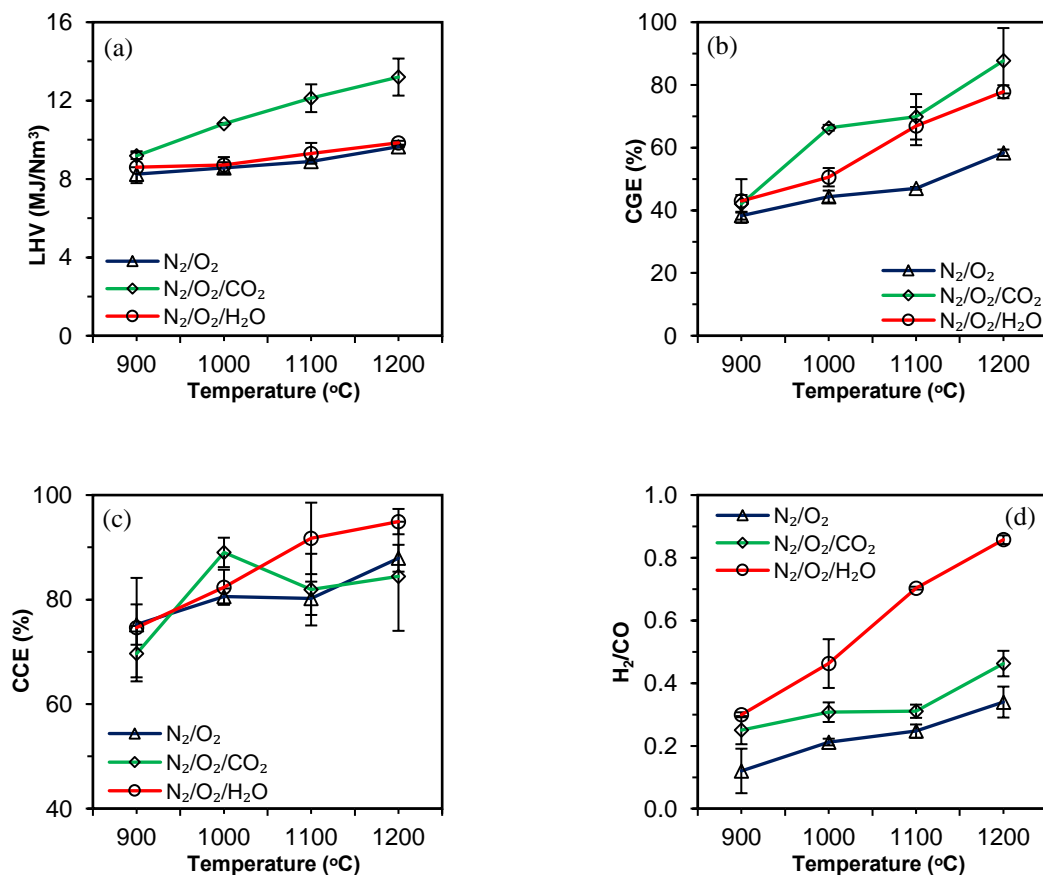 (a)
LHV (MJ/Nm³)
16
12
8
4
0
N₂/O₂
N₂/O₂/CO₂
N₂/O₂/H₂O
900 1000 1100 1200
Temperature (ºC)
(b)
CGE (%)
100
80
60
40
20
0
N₂/O₂
N₂/O₂/CO₂
N₂/O₂/H₂O
900 1000 1100 1200
Temperature (ºC)
(c)
CCE (%)
100
80
60
40
N₂/O₂
N₂/O₂/CO₂
N₂/O₂/H₂O
900 1000 1100 1200
Temperature (ºC)
(d)
H₂/CO
1.0
0.8
0.6
0.4
0.2
0.0
N₂/O₂
N₂/O₂/CO₂
N₂/O₂/H₂O
900 1000 1100 1200
Temperature (ºC)